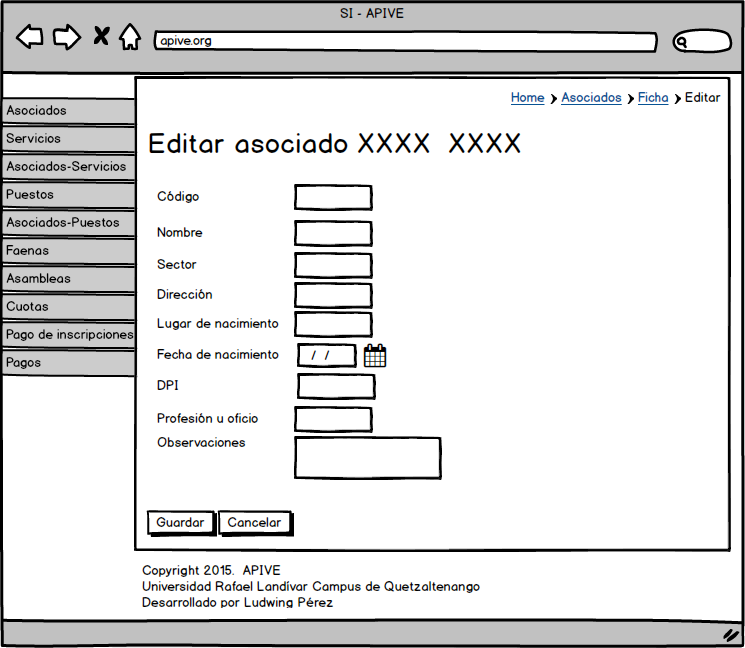 SI - APIVE
apive.org
Home Asociados Ficha Editar
Asociados
Servicios
Asociados-Servicios
Puestos
Asociados-Puestos
Faenas
Asambleas
Cuotas
Pago de inscripciones
Pagos
Editar asociado XXXX XXXX
Código
Nombre
Sector
Dirección
Lugar de nacimiento
Fecha de nacimiento / /
DPI
Profesión u oficio
Observaciones
Guardar Cancelar
Copyright 2015. APIVE
Universidad Rafael Landívar Campus de Quetzaltenango
Desarrollado por Ludwing Pérez